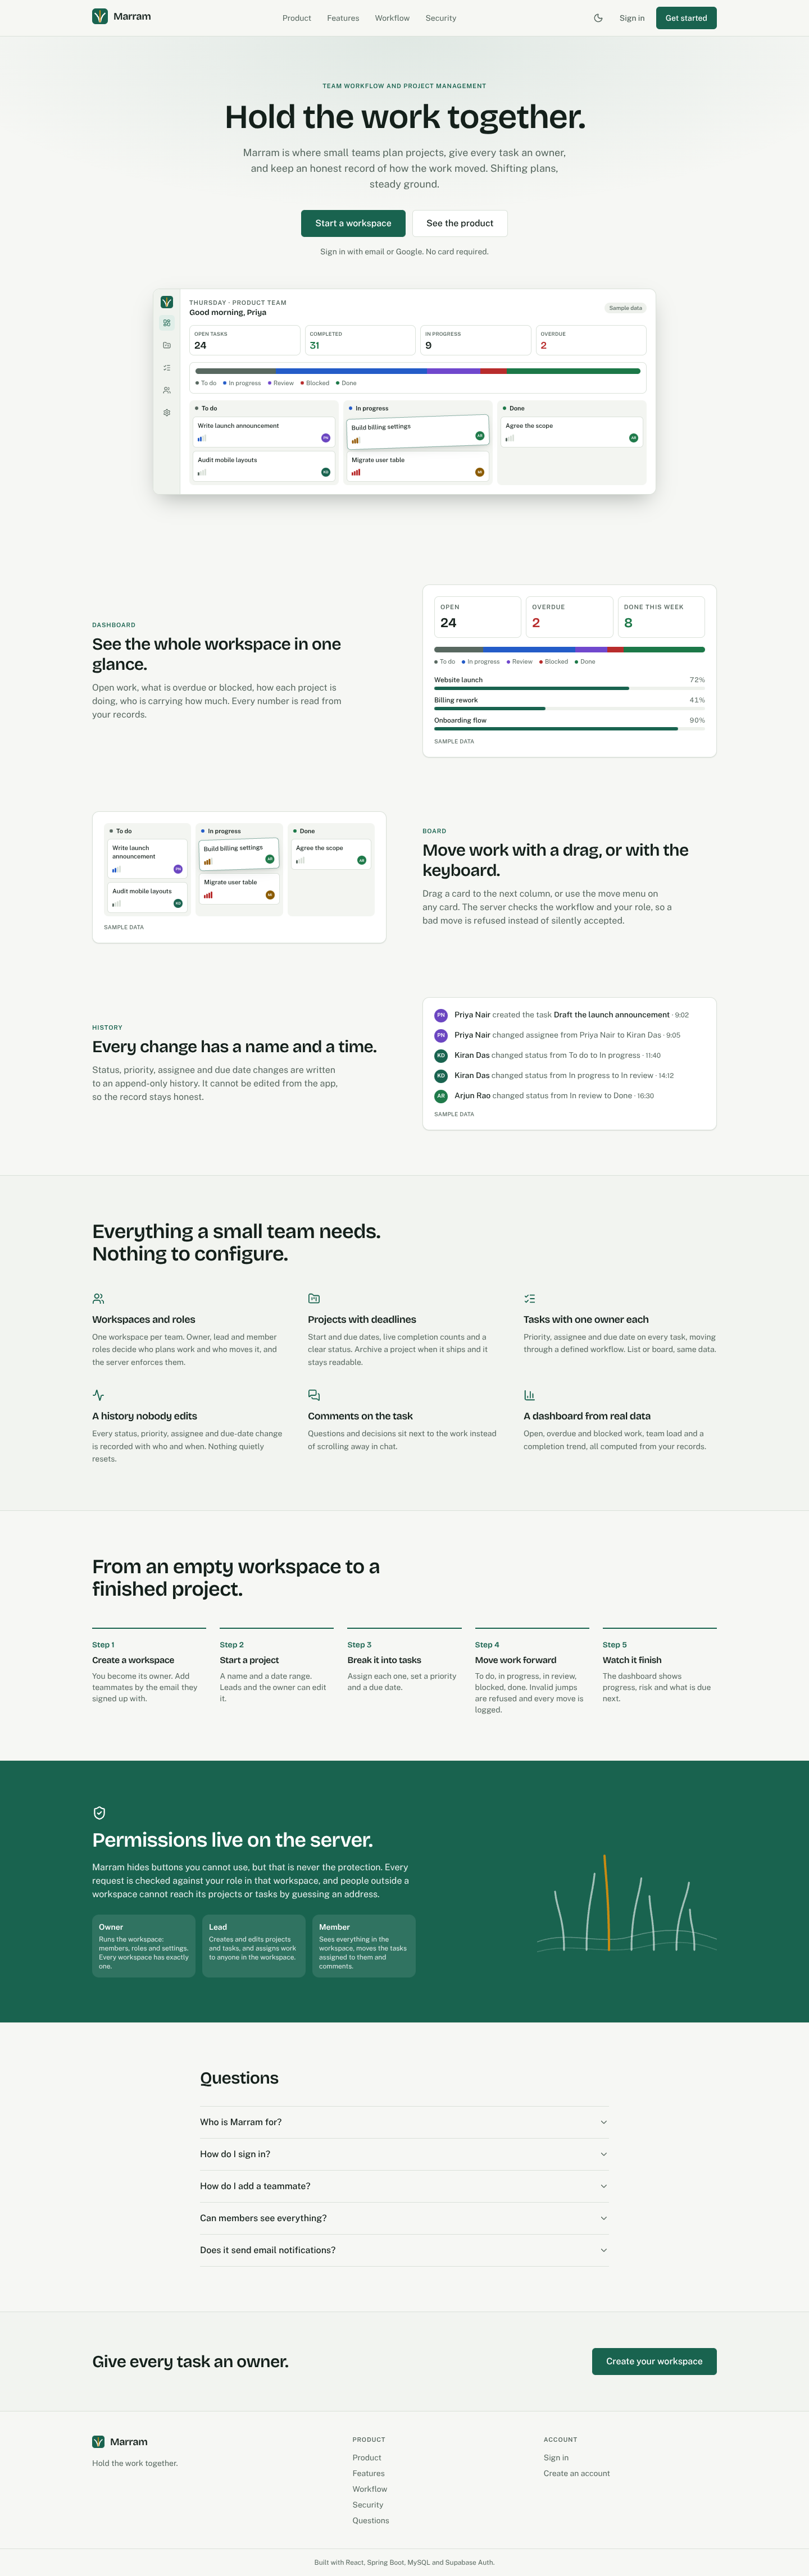 Marram
Product Features Workflow Security
Sign in
Get started
TEAM WORKFLOW AND PROJECT MANAGEMENT
Hold the work together.
Marram is where small teams plan projects, give every task an owner,
and keep an honest record of how the work moved. Shifting plans,
steady ground.
Start a workspace
See the product
Sign in with email or Google. No card required.
THURSDAY · PRODUCT TEAM
Good morning, Priya
Sample data
OPEN TASKS
24
COMPLETED
31
IN PROGRESS
9
OVERDUE
2
To do In progress Review Blocked Done
To do
Write launch announcement
PN
Audit mobile layouts
KD
In progress
Build billing settings
AR
Migrate user table
Done
Agree the scope
AR
DASHBOARD
See the whole workspace in one
glance.
Open work, what is overdue or blocked, how each project is
doing, who is carrying how much. Every number is read from
your records.
OPEN
24
OVERDUE
2
DONE THIS WEEK
8
To do In progress Review Blocked Done
Website launch 72%
Billing rework 41%
Onboarding flow 90%
SAMPLE DATA
To do
Write launch
announcement
PN
Audit mobile layouts
KD
In progress
Build billing settings
AR
Migrate user table
Done
Agree the scope
AR
SAMPLE DATA
BOARD
Move work with a drag, or with the
keyboard.
Drag a card to the next column, or use the move menu on
any card. The server checks the workflow and your role, so a
bad move is refused instead of silently accepted.
HISTORY
Every change has a name and a time.
Status, priority, assignee and due date changes are written
to an append-only history. It cannot be edited from the app,
so the record stays honest.
PN Priya Nair created the task Draft the launch announcement · 9:02
PN Priya Nair changed assignee from Priya Nair to Kiran Das · 9:05
KD Kiran Das changed status from To do to In progress · 11:40
KD Kiran Das changed status from In progress to In review · 14:12
AR Arjun Rao changed status from In review to Done · 16:30
SAMPLE DATA
Everything a small team needs.
Nothing to configure.
Workspaces and roles
One workspace per team. Owner, lead and member
roles decide who plans work and who moves it, and
the server enforces them.
Projects with deadlines
Start and due dates, live completion counts and a
clear status. Archive a project when it ships and it
stays readable.
Tasks with one owner each
Priority, assignee and due date on every task, moving
through a defined workflow. List or board, same data.
A history nobody edits
Every status, priority, assignee and due-date change
is recorded with who and when. Nothing quietly
resets.
Comments on the task
Questions and decisions sit next to the work instead
of scrolling away in chat.
A dashboard from real data
Open, overdue and blocked work, team load and a
completion trend, all computed from your records.
From an empty workspace to a
finished project.
Step 1
Create a workspace
You become its owner. Add
teammates by the email they
signed up with.
Step 2
Start a project
A name and a date range.
Leads and the owner can edit
it.
Step 3
Break it into tasks
Assign each one, set a priority
and a due date.
Step 4
Move work forward
To do, in progress, in review,
blocked, done. Invalid jumps
are refused and every move is
logged.
Step 5
Watch it finish
The dashboard shows
progress, risk and what is due
next.
Permissions live on the server.
Marram hides buttons you cannot use, but that is never the protection. Every
request is checked against your role in that workspace, and people outside a
workspace cannot reach its projects or tasks by guessing an address.
Owner
Runs the workspace:
members, roles and settings.
Every workspace has exactly
one.
Lead
Creates and edits projects
and tasks, and assigns work
to anyone in the workspace.
Member
Sees everything in the
workspace, moves the tasks
assigned to them and
comments.
Questions
Who is Marram for?
How do I sign in?
How do I add a teammate?
Can members see everything?
Does it send email notifications?
Give every task an owner.
Create your workspace
Marram
Hold the work together.
PRODUCT
Product
Features
Workflow
Security
Questions
ACCOUNT
Sign in
Create an account
Built with React, Spring Boot, MySQL and Supabase Auth.